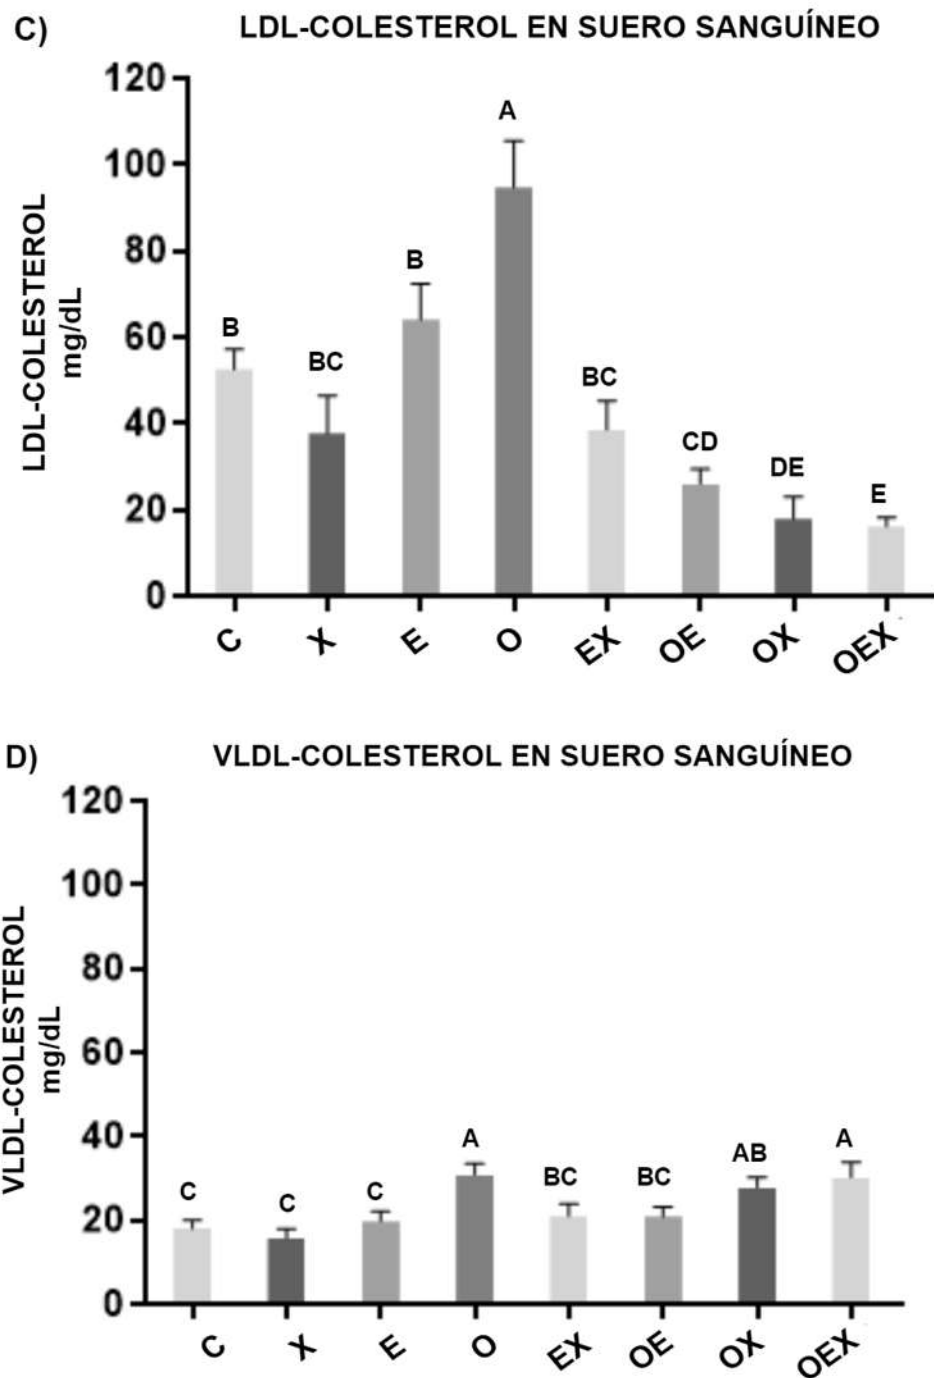 C)
LDL-COLESTEROL EN SUERO SANGUÍNEO
LDL-COLESTEROL
mg/dL
120
100
80
60
40
20
0
B
BC
B
A
BC
CD
DE
E
C
X
E
O
EX
OE
OX
OEX
D)
VLDL-COLESTEROL EN SUERO SANGUÍNEO
VLDL-COLESTEROL
mg/dL
120
100
80
60
40
20
0
C
C
C
A
BC
BC
AB
A
C
X
E
O
EX
OE
OX
OEX